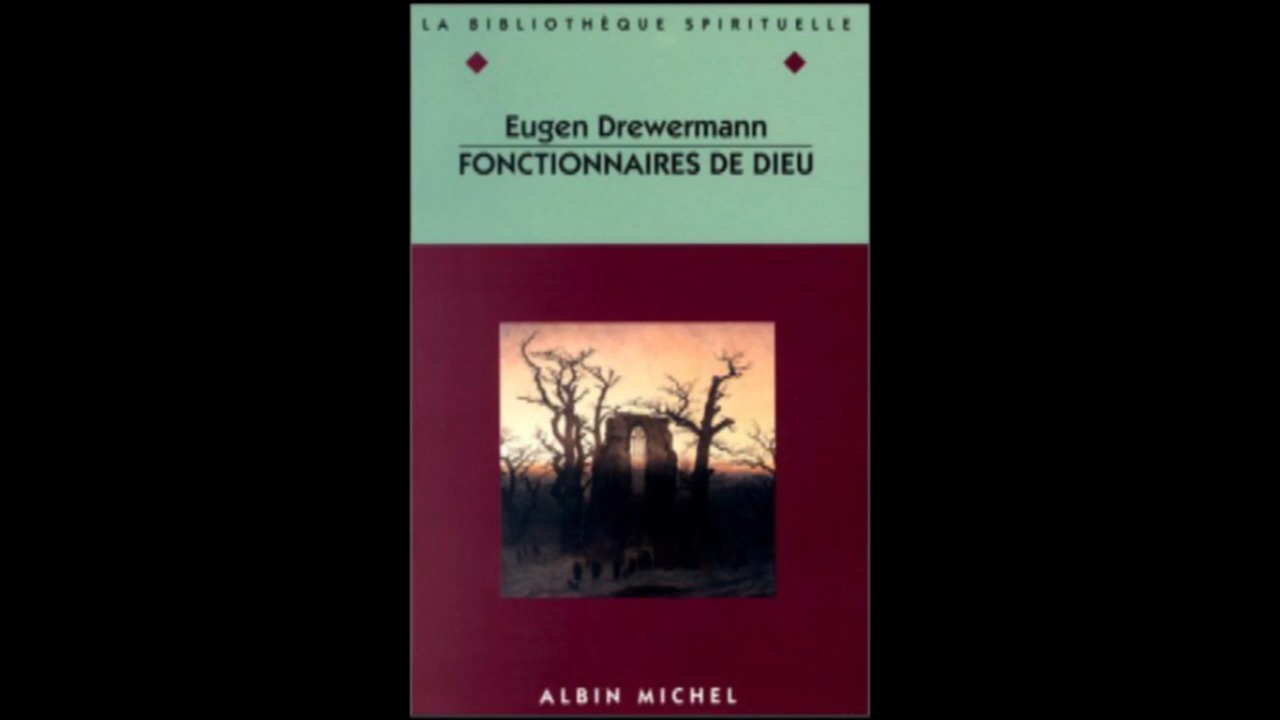 LA BIBLIOTHÈQUE SPIRITUELLE
Eugen Drewermann
FONCTIONNAIRES DE DIEU
ALBIN MICHEL